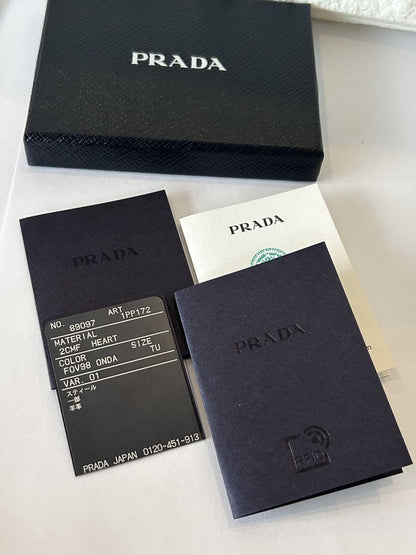 PRADA
PRADA
PRADA
NO. 89097 ART 1PP172
MATERIAL
2CMF HEART
COLOR SIZE
F0V98 ONDA TU
VAR. 01
スティール
一部
羊革
PRADA JAPAN 0120-451-913
PRADA
RFID